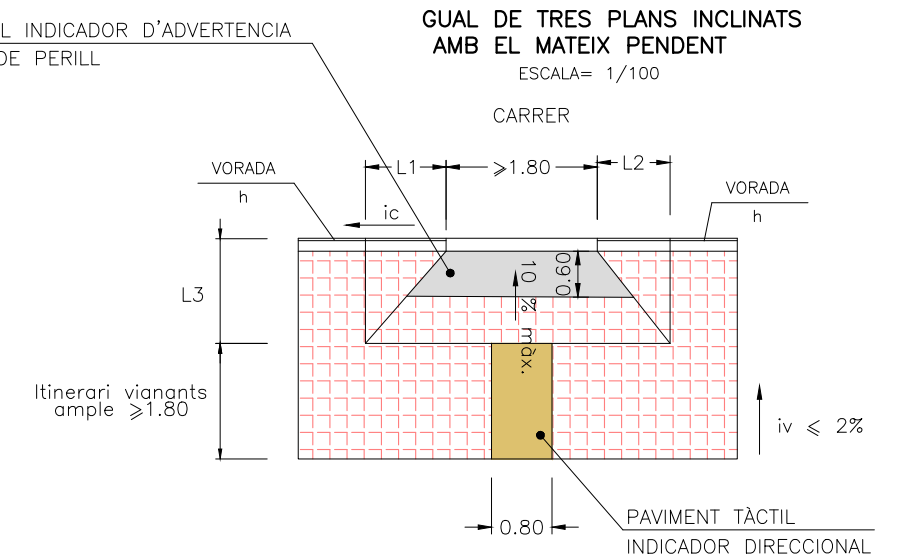 GUAL DE TRES PLANS INCLINATS
AMB EL MATEIX PENDENT
ESCALA= 1/100
L INDICADOR D'ADVERTENCIA
DE PERILL
CARRER
VORADA
h
L1
≥1.80
L2
VORADA
h
ic
L3
10 % màx.
0.60
Itinerari vianants
ample ≥1.80
iv ≤ 2%
0.80
PAVIMENT TÀCTIL
INDICADOR DIRECCIONAL